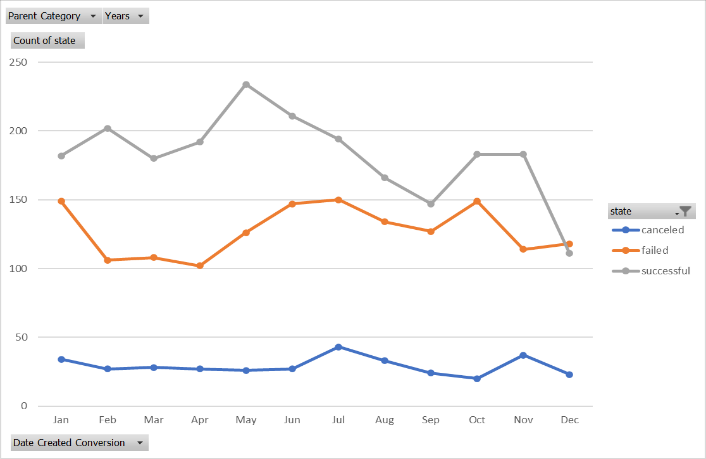 Parent Category Years
Count of state
250
200
150
100
50
0
Jan Feb Mar Apr May Jun Jul Aug Sep Oct Nov Dec
Date Created Conversion
state
canceled
failed
successful